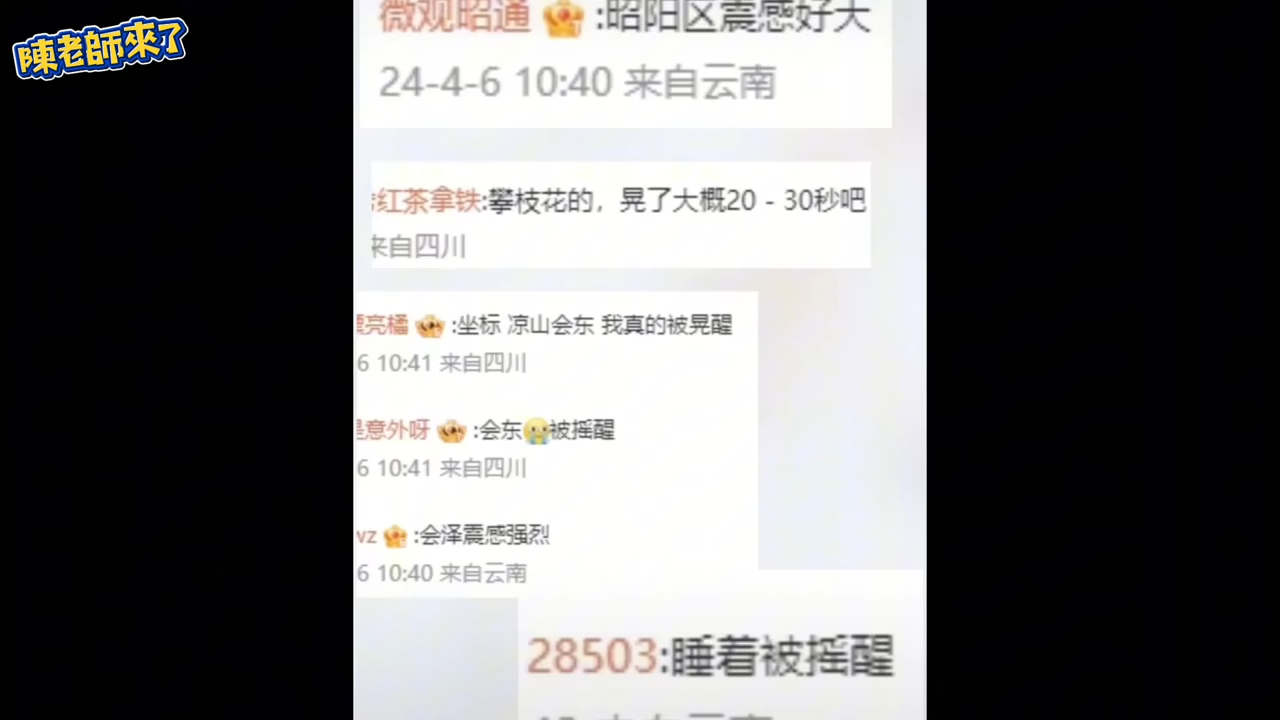 陳老師來了
微观昭通 :昭阳区震感好大
24-4-6 10:40 来自云南
红茶拿铁:攀枝花的，晃了大概20 - 30秒吧
来自四川
亮橘 :坐标 凉山会东 我真的被晃醒
6 10:41 来自四川
意外呀 :会东😭被摇醒
6 10:41 来自四川
vz :会泽震感强烈
6 10:40 来自云南
28503:睡着被摇醒